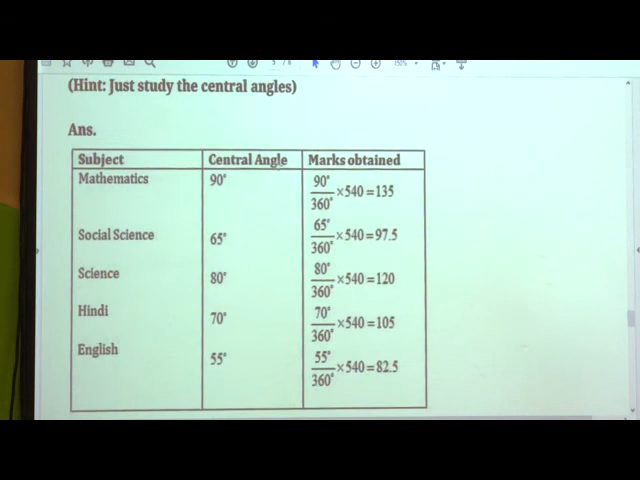 (Hint: Just study the central angles)
Ans.
Subject Central Angle Marks obtained
Mathematics 90° 90°/360° ×540=135
Social Science 65° 65°/360° ×540=97.5
Science 80° 80°/360° ×540=120
Hindi 70° 70°/360° ×540=105
English 55° 55°/360° ×540=82.5